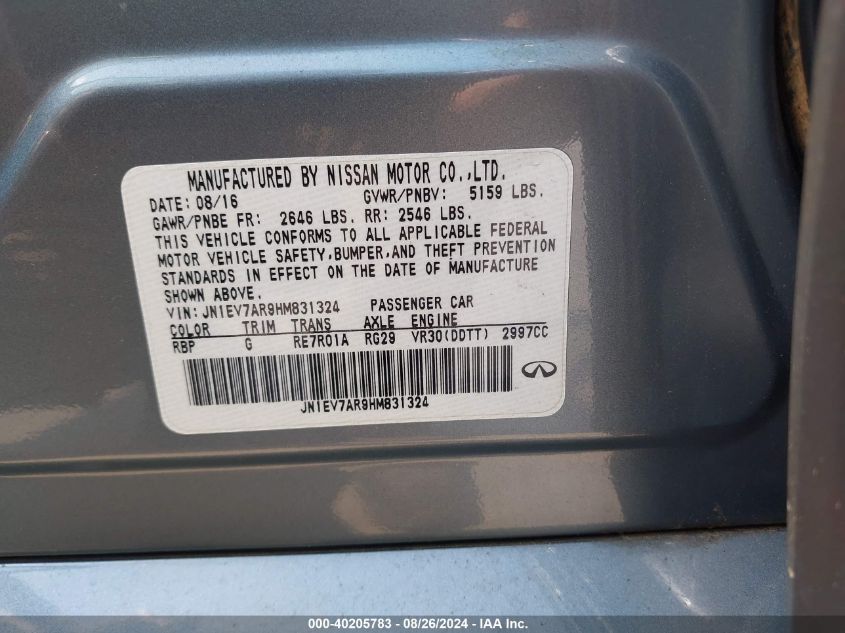 MANUFACTURED BY NISSAN MOTOR CO.,LTD.
DATE: 08/16 GVWR/PNBV: 5159 LBS.
GAWR/PNBE FR: 2646 LBS. RR: 2546 LBS.
THIS VEHICLE CONFORMS TO ALL APPLICABLE FEDERAL
MOTOR VEHICLE SAFETY,BUMPER,AND THEFT PREVENTION
STANDARDS IN EFFECT ON THE DATE OF MANUFACTURE
SHOWN ABOVE.
VIN:JN1EV7AR9HM831324 PASSENGER CAR
COLOR TRIM TRANS AXLE ENGINE
RBP G RE7R01A RG29 VR30(DDTT) 2997CC
JN1EV7AR9HM831324
000-40205783 - 08/26/2024 - IAA Inc.